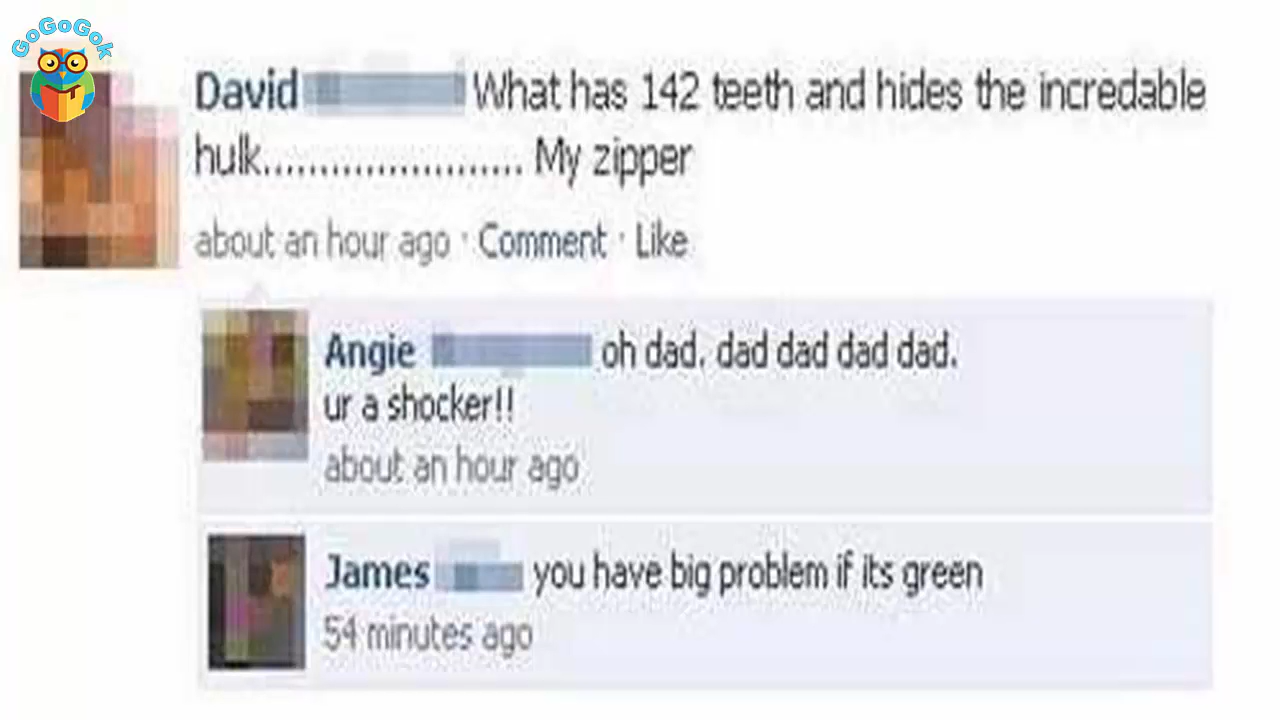 GoGoGok
David What has 142 teeth and hides the incredable
hulk....................... My zipper
about an hour ago · Comment · Like
Angie oh dad. dad dad dad dad.
ur a shocker!!
about an hour ago
James you have big problem if its green
54 minutes ago